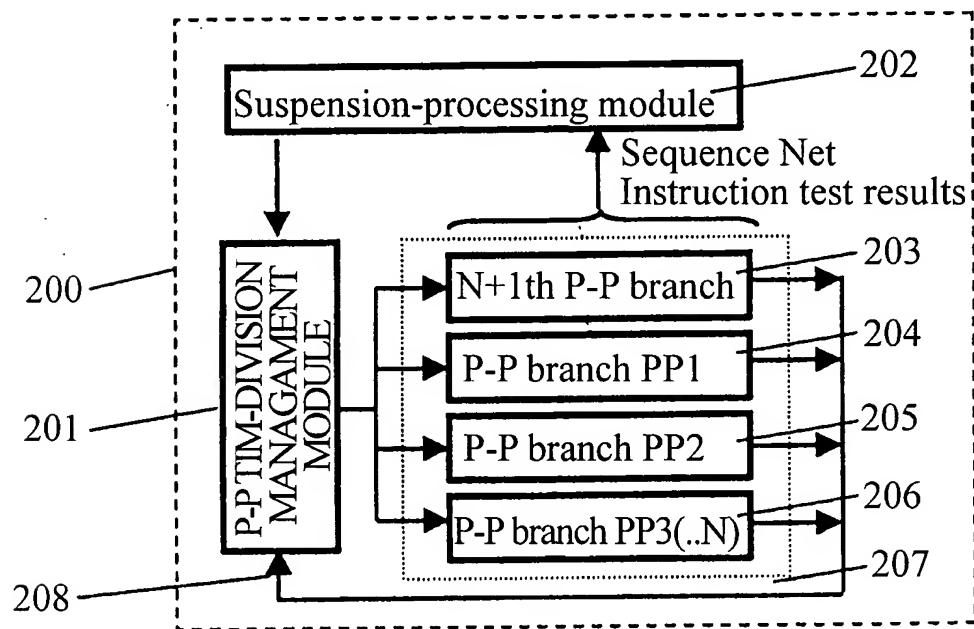 202
Suspension-processing module
Sequence Net
Instruction test results
200
201
P-P TIM-DIVISION
MANAGAMENT
MODULE
N+1th P-P branch
203
P-P branch PP1
204
P-P branch PP2
205
P-P branch PP3(..N)
206
207
208